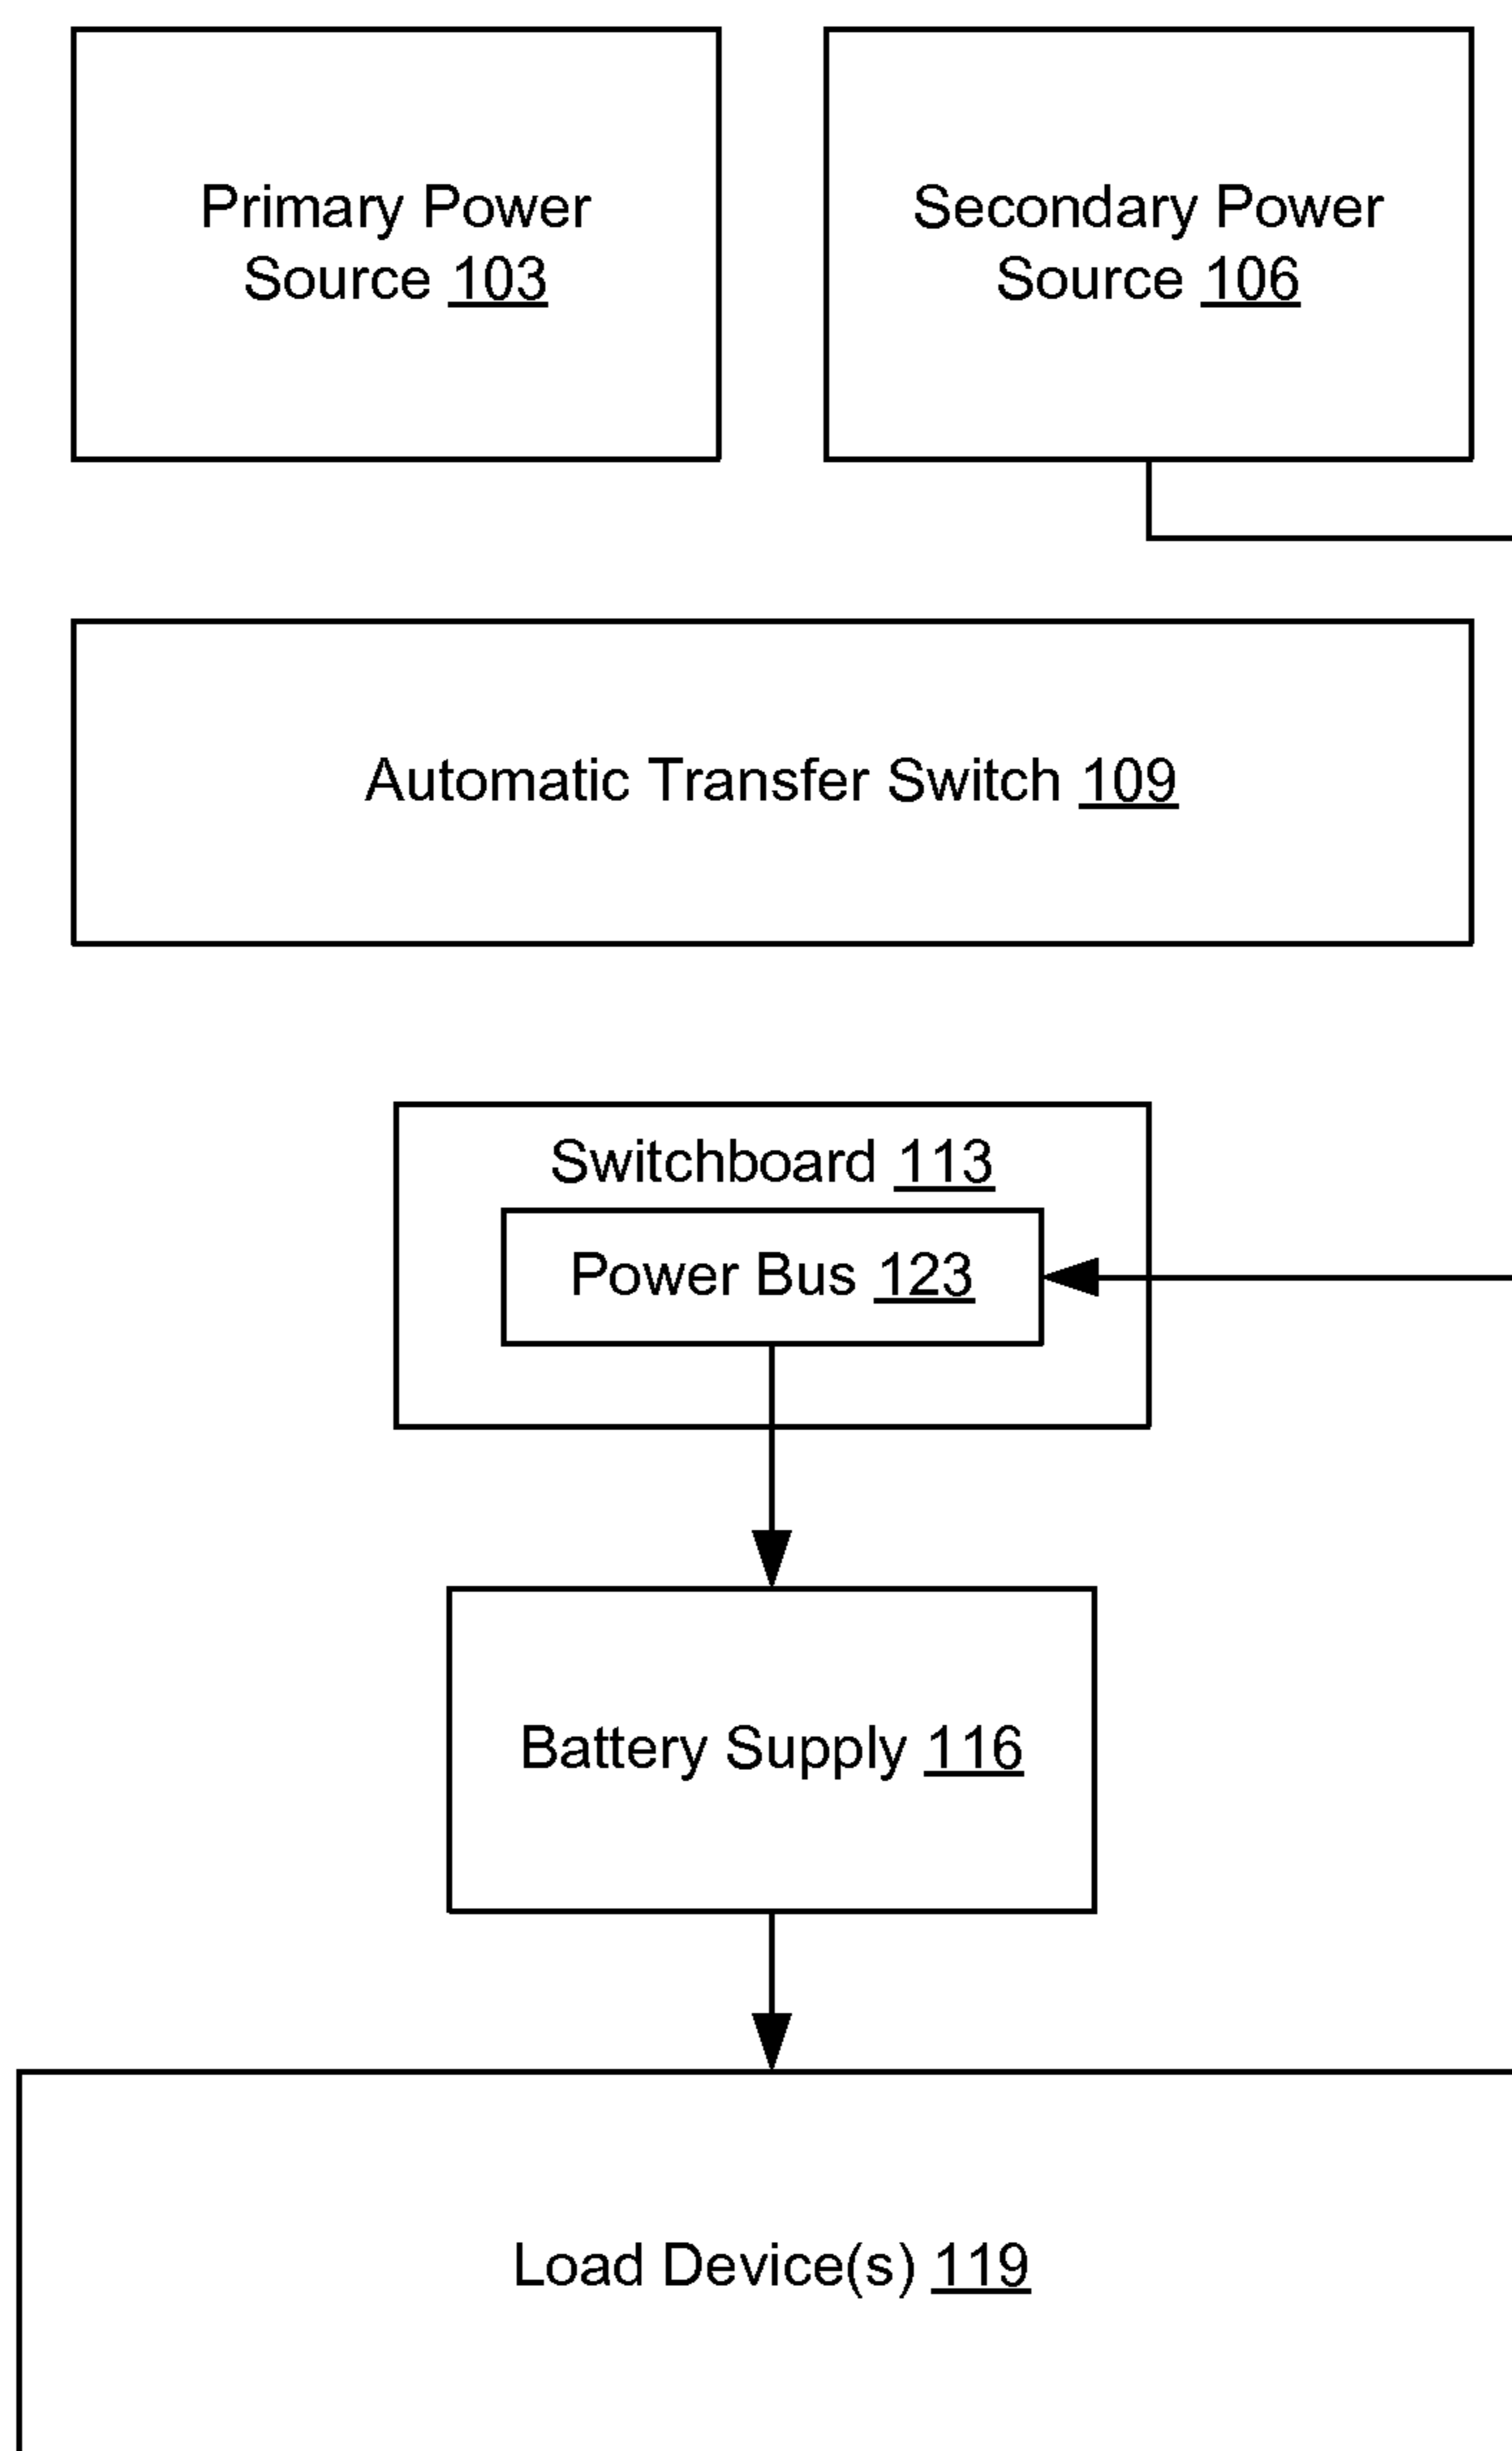 Primary Power
Source 103
Secondary Power
Source 106
Automatic Transfer Switch 109
Switchboard 113
Power Bus 123
Battery Supply 116
Load Device(s) 119